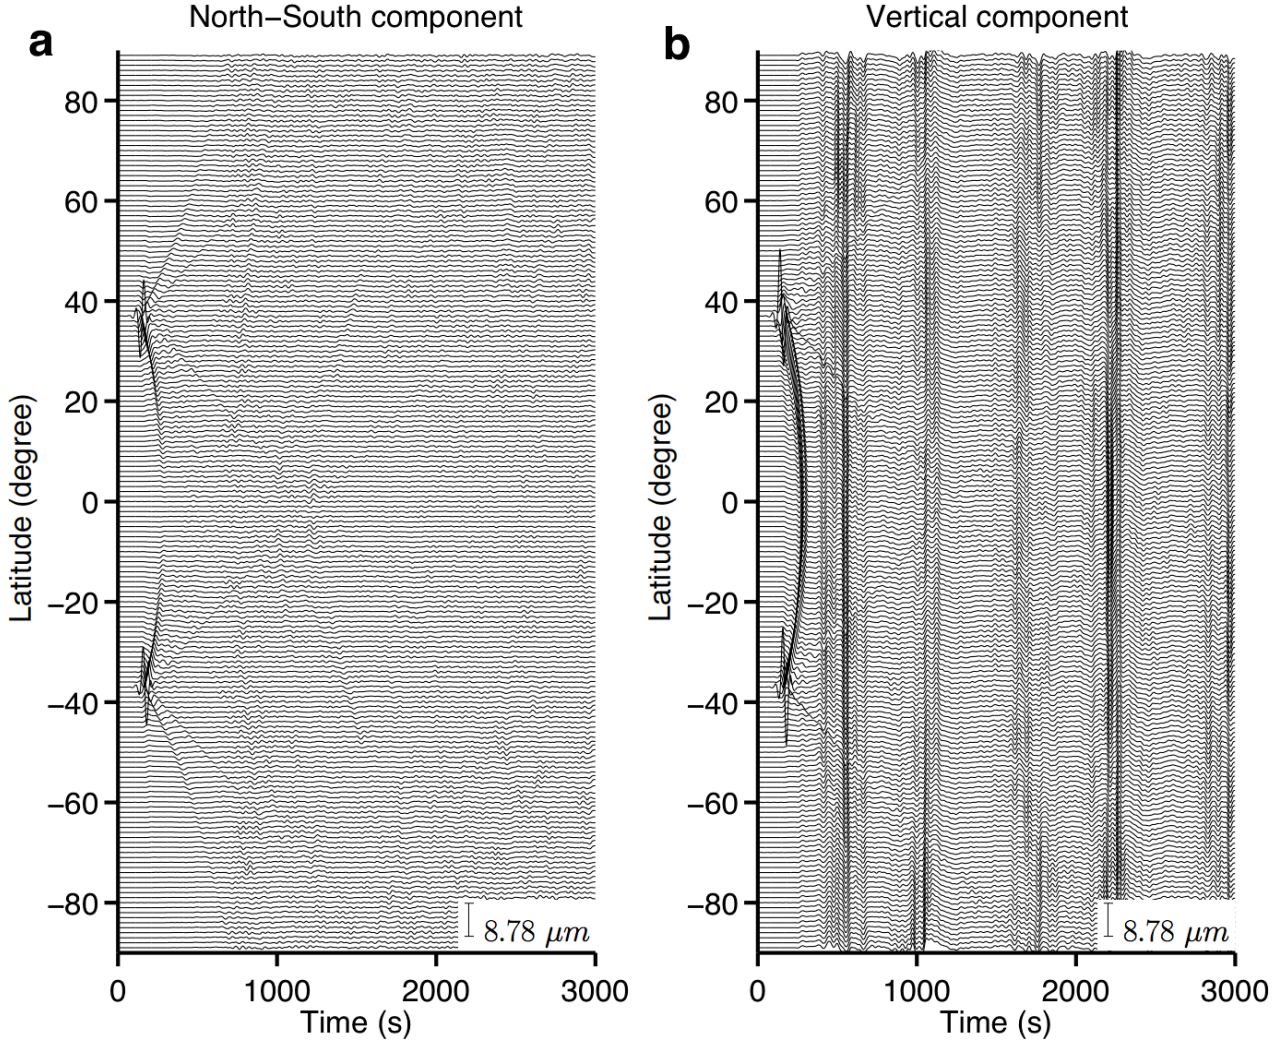 North−South component
a
80
60
40
20
0
−20
−40
−60
−80
Latitude (degree)
8.78 μm
0 1000 2000 3000
Time (s)
Vertical component
b
80
60
40
20
0
−20
−40
−60
−80
Latitude (degree)
8.78 μm
0 1000 2000 3000
Time (s)